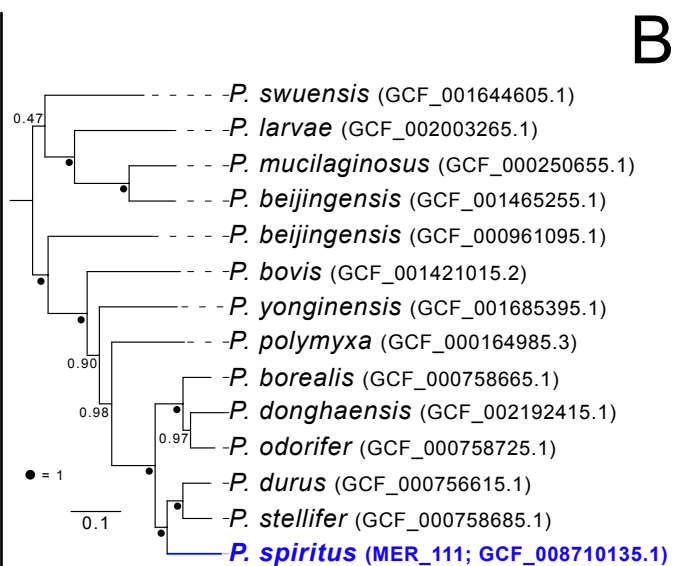 B
P. swuensis (GCF_001644605.1)
0.47
P. larvae (GCF_002003265.1)
P. mucilaginosus (GCF_000250655.1)
P. beijingensis (GCF_001465255.1)
P. beijingensis (GCF_000961095.1)
P. bovis (GCF_001421015.2)
P. yonginensis (GCF_001685395.1)
P. polymyxa (GCF_000164985.3)
0.90
P. borealis (GCF_000758665.1)
0.98
P. donghaensis (GCF_002192415.1)
0.97
P. odorifer (GCF_000758725.1)
● = 1
P. durus (GCF_000756615.1)
0.1
P. stellifer (GCF_000758685.1)
P. spiritus (MER_111; GCF_008710135.1)